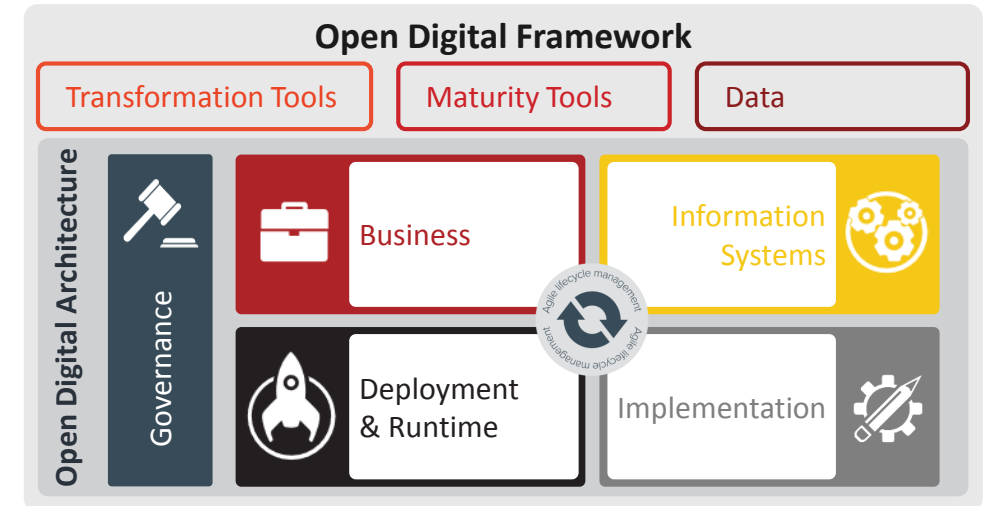 Open Digital Framework
Transformation Tools
Maturity Tools
Data
Open Digital Architecture
Governance
Business
Information
Systems
Agile lifecycle management
Agile lifecycle management
Deployment
& Runtime
Implementation